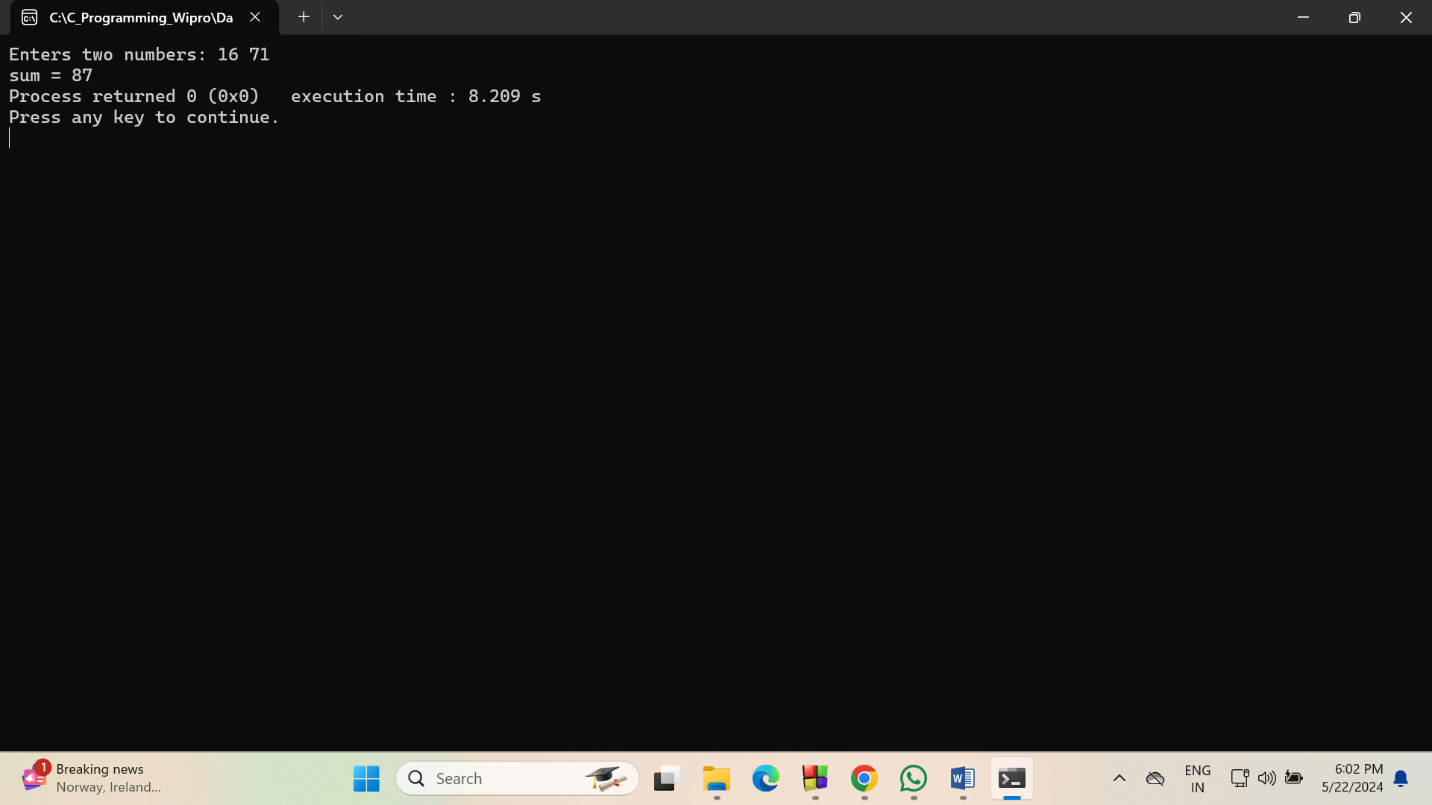 C:\C_Programming_Wipro\Da
Enters two numbers: 16 71
sum = 87
Process returned 0 (0x0)   execution time : 8.209 s
Press any key to continue.
1
Breaking news
Norway, Ireland...
Search
ENG
IN
6:02 PM
5/22/2024